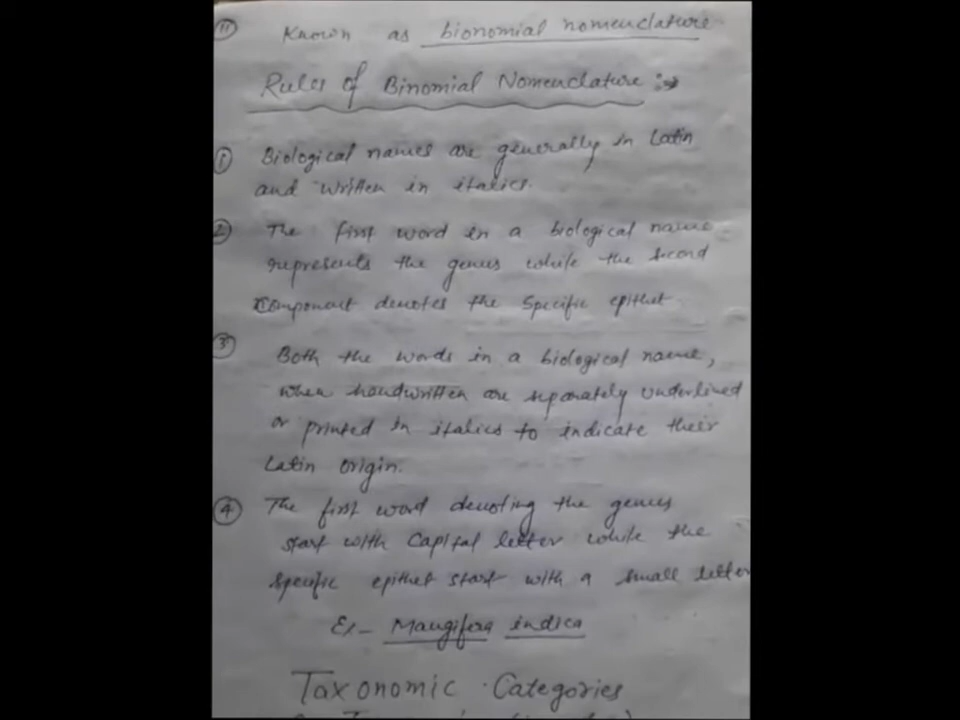 11 Known as bionomial nomenclature
Rules of Binomial Nomenclature :→
① Biological names are generally in Latin
and written in italics.
② The first word in a biological name
represents the genus while the second
component denotes the specific epithet
③ Both the words in a biological name,
when handwritten are seperately underlined
or printed in italics to indicate their
Latin origin.
④ The first word denoting the genus
start with Capital letter while the
specific epithet start with a small letter
Ex- Mangifera indica
Taxonomic Categories